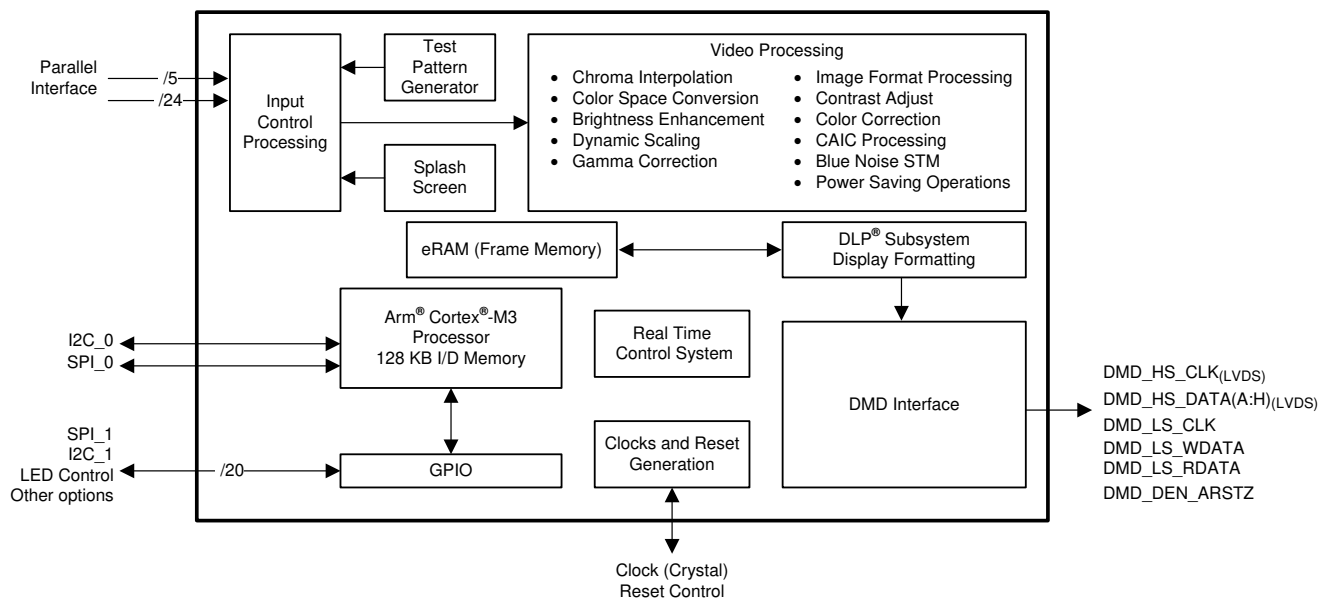 Parallel
Interface
/5
/24
Input
Control
Processing
Test
Pattern
Generator
Splash
Screen
Video Processing
• Chroma Interpolation
• Color Space Conversion
• Brightness Enhancement
• Dynamic Scaling
• Gamma Correction
• Image Format Processing
• Contrast Adjust
• Color Correction
• CAIC Processing
• Blue Noise STM
• Power Saving Operations
eRAM (Frame Memory)
DLP® Subsystem
Display Formatting
I2C_0
SPI_0
Arm® Cortex®-M3
Processor
128 KB I/D Memory
Real Time
Control System
DMD Interface
DMD_HS_CLK(LVDS)
DMD_HS_DATA(A:H)(LVDS)
DMD_LS_CLK
DMD_LS_WDATA
DMD_LS_RDATA
DMD_DEN_ARSTZ
SPI_1
I2C_1
LED Control
Other options
/20
GPIO
Clocks and Reset
Generation
Clock (Crystal)
Reset Control